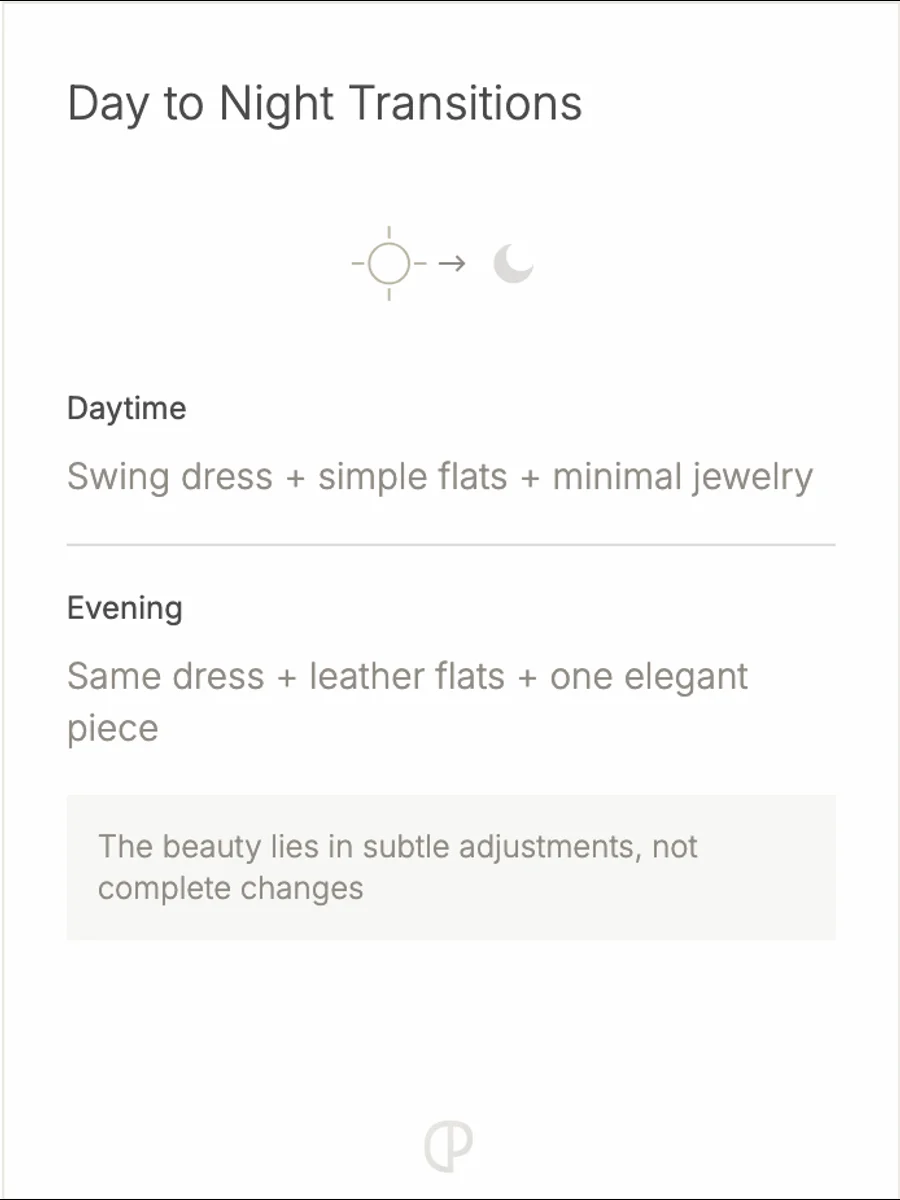 Day to Night Transitions
Daytime
Swing dress + simple flats + minimal jewelry
Evening
Same dress + leather flats + one elegant
piece
The beauty lies in subtle adjustments, not
complete changes